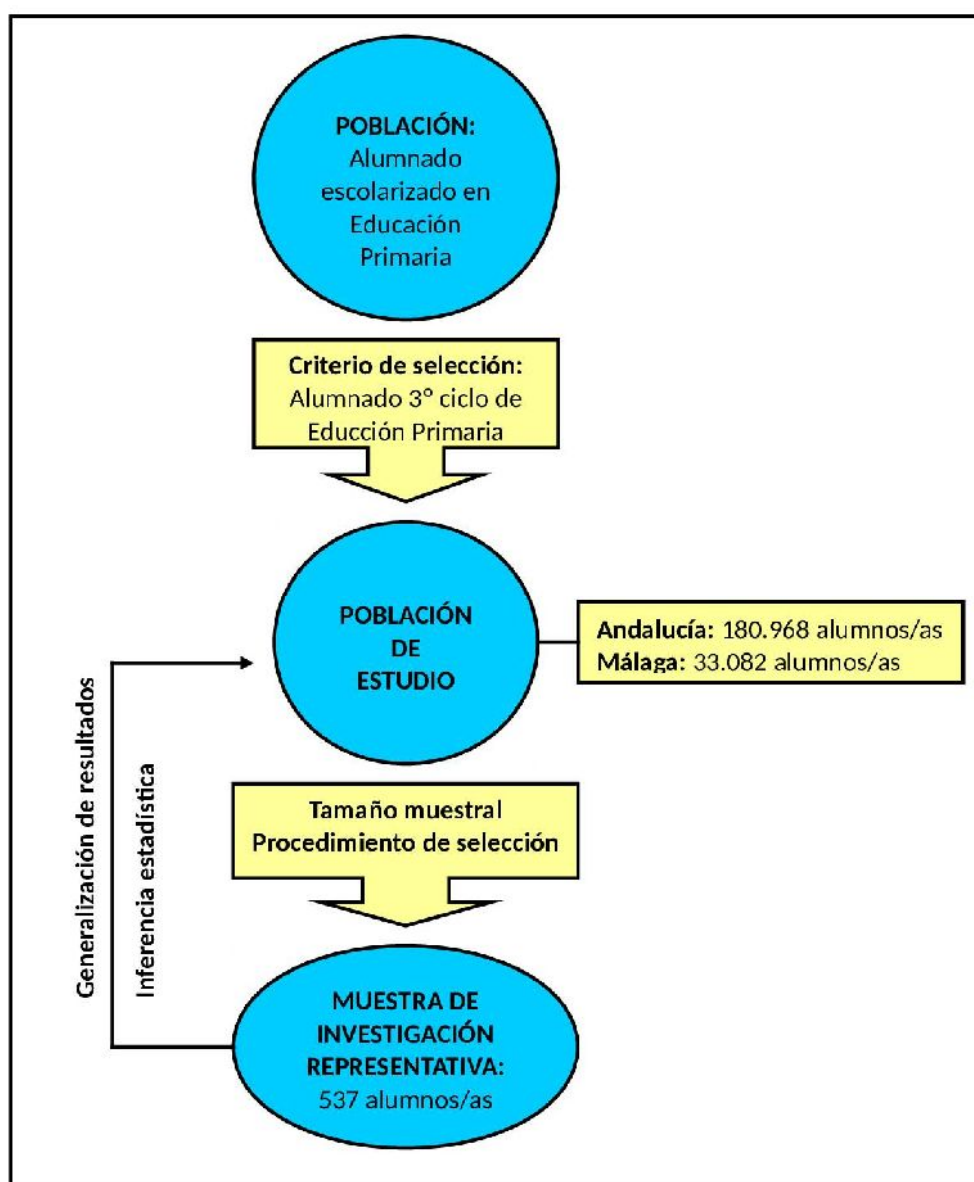 POBLACIÓN:
Alumnado
escolarizado en
Educación
Primaria
Criterio de selección:
Alumnado 3º ciclo de
Educción Primaria
POBLACIÓN
DE
ESTUDIO
Andalucía: 180.968 alumnos/as
Málaga: 33.082 alumnos/as
Generalización de resultados
Inferencia estadística
Tamaño muestral
Procedimiento de selección
MUESTRA DE
INVESTIGACIÓN
REPRESENTATIVA:
537 alumnos/as